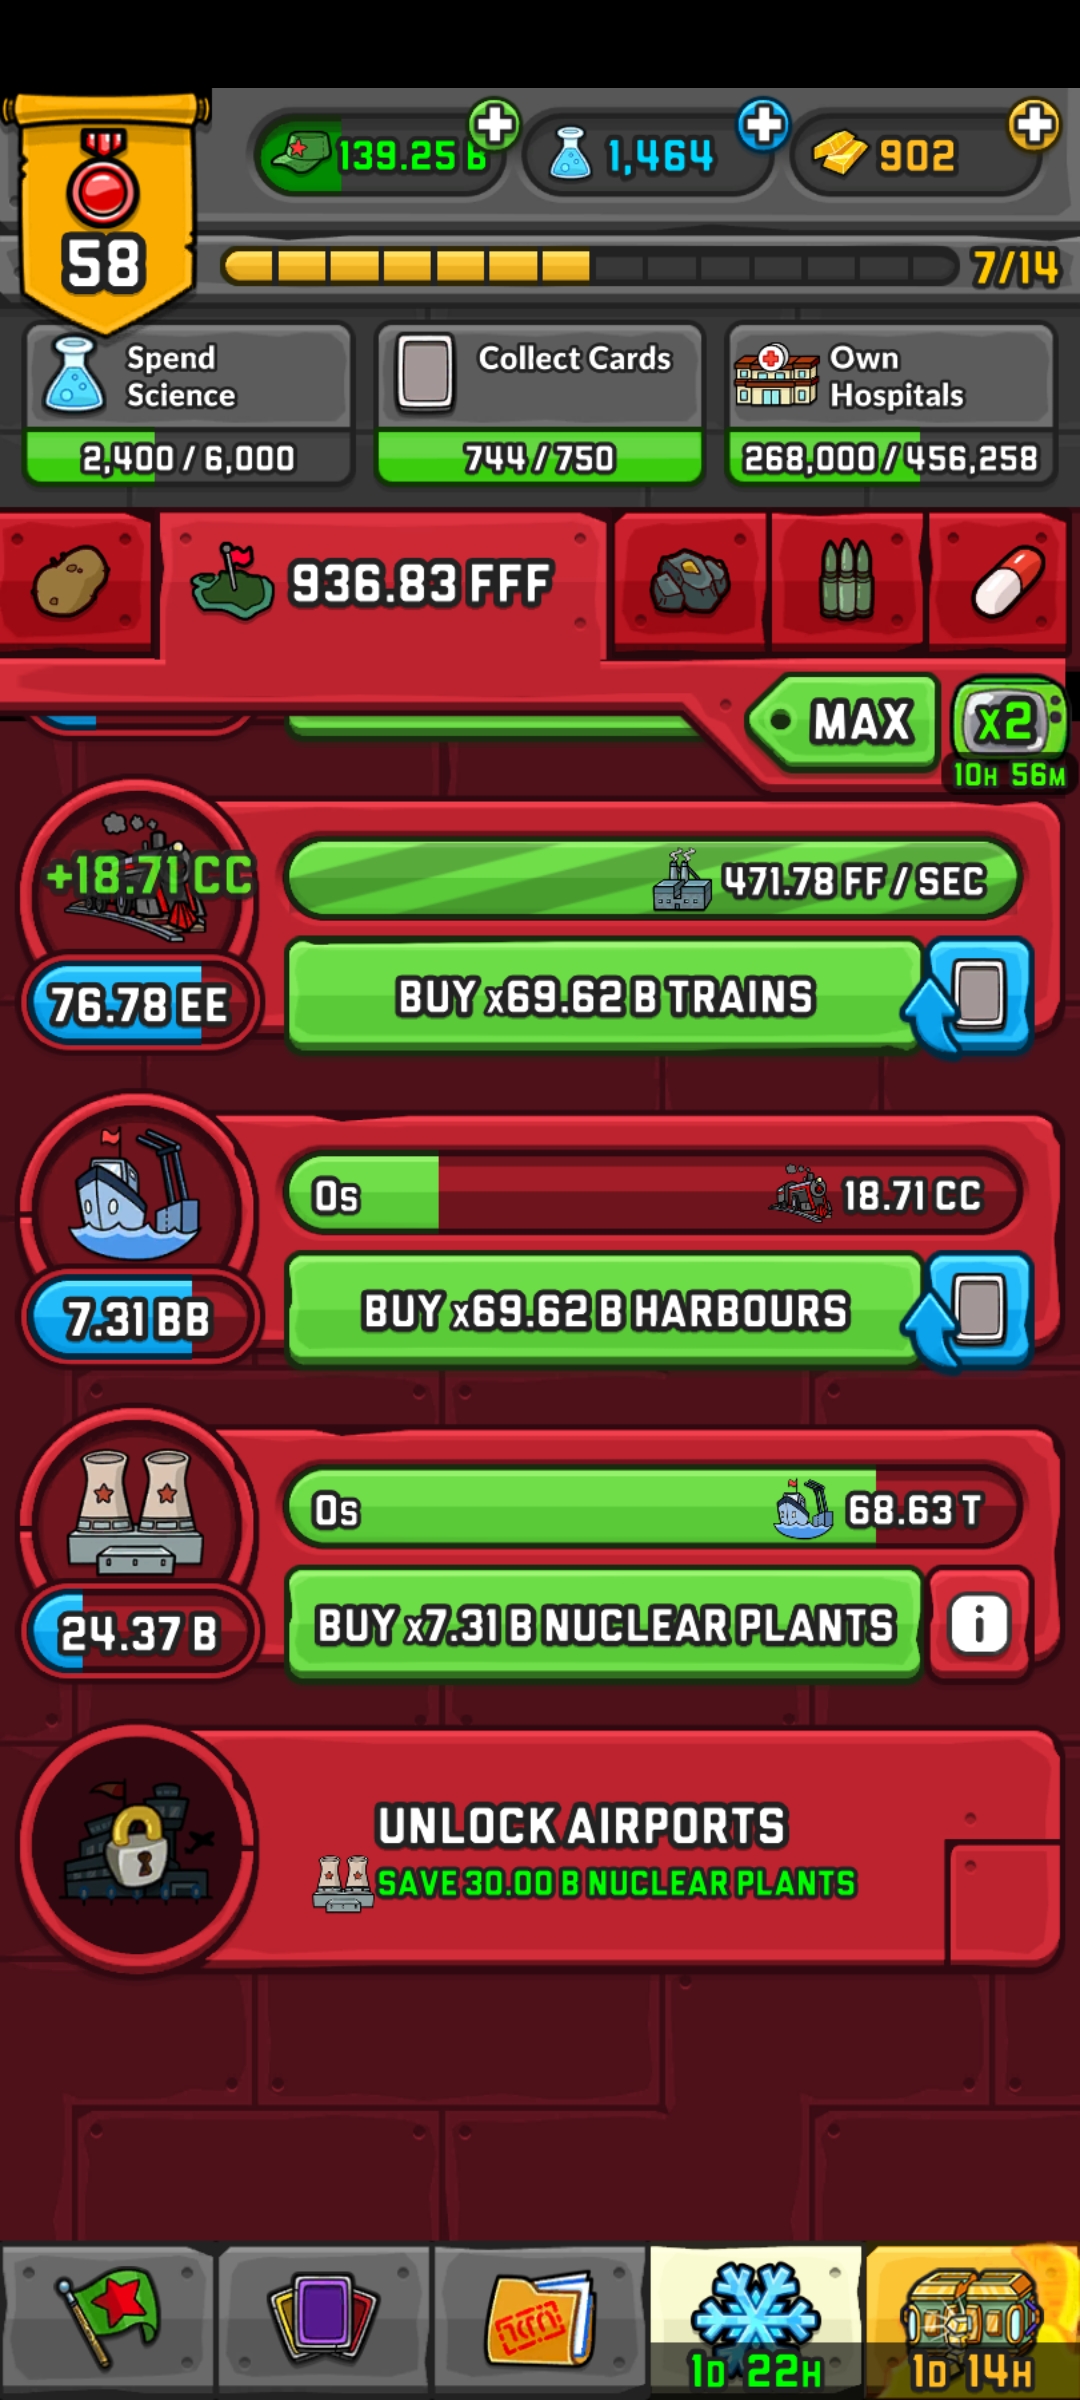 58
139.25 B
1,464
902
7/14
Spend
Science
2,400 / 6,000
Collect Cards
744 / 750
Own
Hospitals
268,000 / 456,258
936.83 FFF
MAX
x2
10H 56M
+18.71 CC
471.78 FF / SEC
76.78 EE
BUY x69.62 B TRAINS
0s
18.71 CC
7.31 BB
BUY x69.62 B HARBOURS
0s
68.63 T
24.37 B
BUY x7.31 B NUCLEAR PLANTS
i
UNLOCK AIRPORTS
SAVE 30.00 B NUCLEAR PLANTS
1D 22H
1D 14H